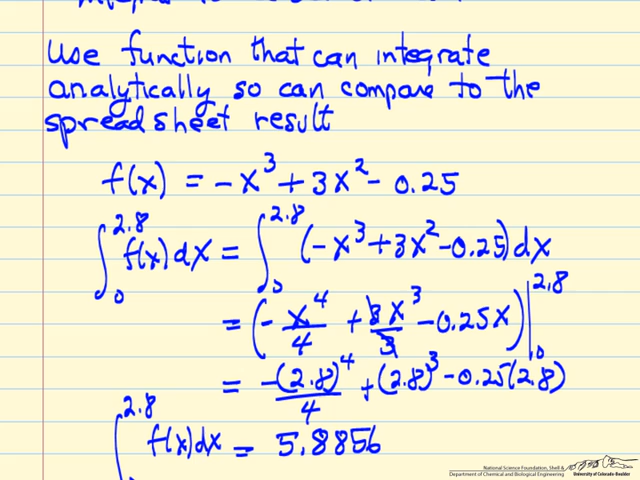 integral
Use function that can integrate
analytically so can compare to the
spreadsheet result
f(x) = -x³ + 3x² - 0.25
∫₀^2.8 f(x)dx = ∫₀^2.8 (-x³+3x²-0.25)dx
= (-x⁴/4 + 3x³/3 - 0.25x)|₀^2.8
= -(2.8)⁴/4 + (2.8)³ - 0.25(2.8)
∫^2.8 f(x)dx = 5.8856
National Science Foundation, Shell &
Department of Chemical and Biological Engineering
University of Colorado Boulder